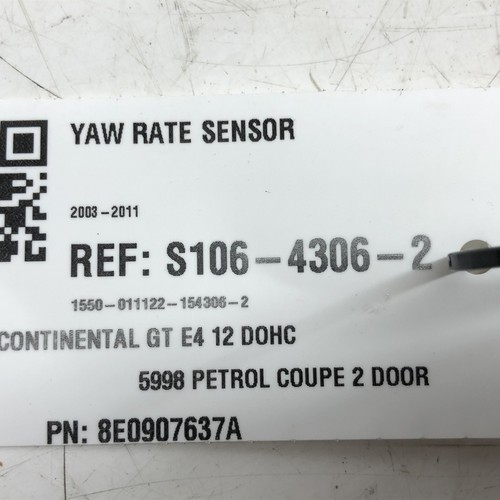 YAW RATE SENSOR
2003-2011
REF: S106-4306-2
1550-011122-154306-2
CONTINENTAL GT E4 12 DOHC
5998 PETROL COUPE 2 DOOR
PN: 8E0907637A